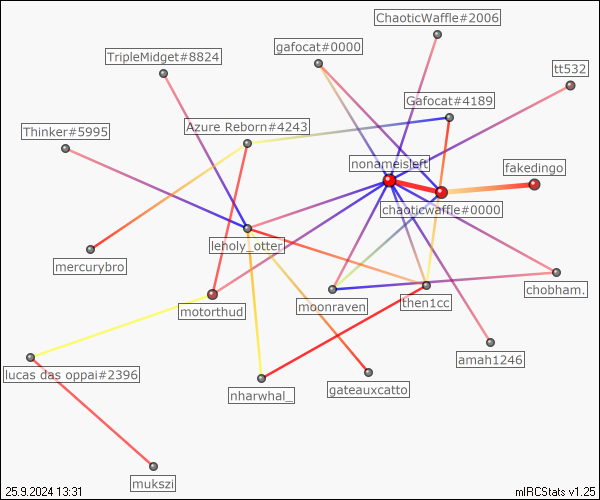 ChaoticWaffle#2006
gafocat#0000
TripleMidget#8824
tt532
Gafocat#4189
Azure Reborn#4243
Thinker#5995
nonameisleft
fakedingo
chaoticwaffle#0000
leholy_otter
mercurybro
chobham.
motorthud
moonraven
then1cc
amah1246
lucas das oppai#2396
gateauxcatto
nharwhal_
mukszi
25.9.2024 13:31
mIRCStats v1.25